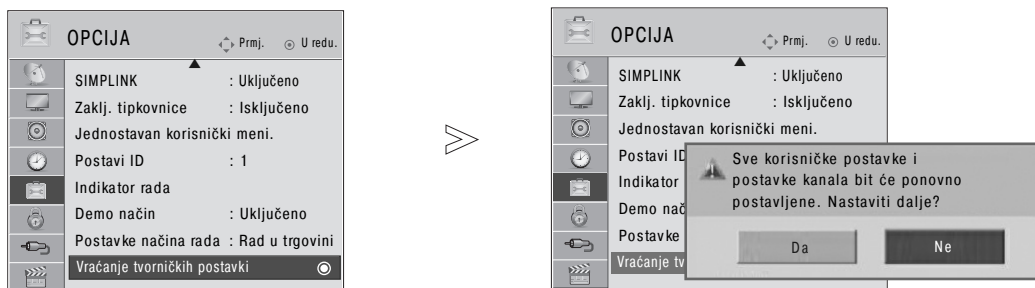 OPCIJA
Prmj.
U redu.
SIMPLINK : Uključeno
Zaklj. tipkovnice : Isključeno
Jednostavan korisnički meni.
Postavi ID : 1
Indikator rada
Demo način : Uključeno
Postavke načina rada : Rad u trgovini
Vraćanje tvorničkih postavki
OPCIJA
Prmj.
U redu.
SIMPLINK : Uključeno
Zaklj. tipkovnice : Isključeno
Jednostavan korisnički meni.
Postavi ID
Indikator
Demo nač
Postavke
Vraćanje tv
Sve korisničke postavke i
postavke kanala bit će ponovno
postavljene. Nastaviti dalje?
Da
Ne